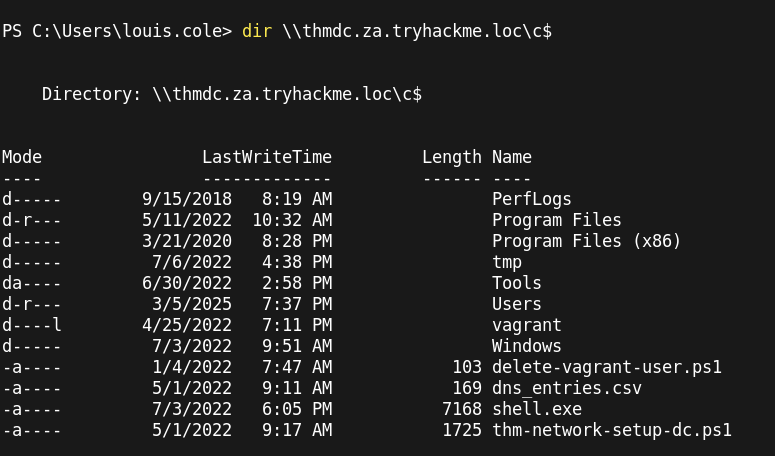 PS C:\Users\louis.cole> dir \\thmdc.za.tryhackme.loc\c$
    Directory: \\thmdc.za.tryhackme.loc\c$
Mode                LastWriteTime         Length Name
----                -------------         ------ ----
d-----        9/15/2018   8:19 AM                PerfLogs
d-r---        5/11/2022  10:32 AM                Program Files
d-----        3/21/2020   8:28 PM                Program Files (x86)
d-----         7/6/2022   4:38 PM                tmp
da----        6/30/2022   2:58 PM                Tools
d-r---         3/5/2025   7:37 PM                Users
d----l        4/25/2022   7:11 PM                vagrant
d-----         7/3/2022   9:51 AM                Windows
-a----         1/4/2022   7:47 AM            103 delete-vagrant-user.ps1
-a----         5/1/2022   9:11 AM            169 dns_entries.csv
-a----         7/3/2022   6:05 PM           7168 shell.exe
-a----         5/1/2022   9:17 AM           1725 thm-network-setup-dc.ps1